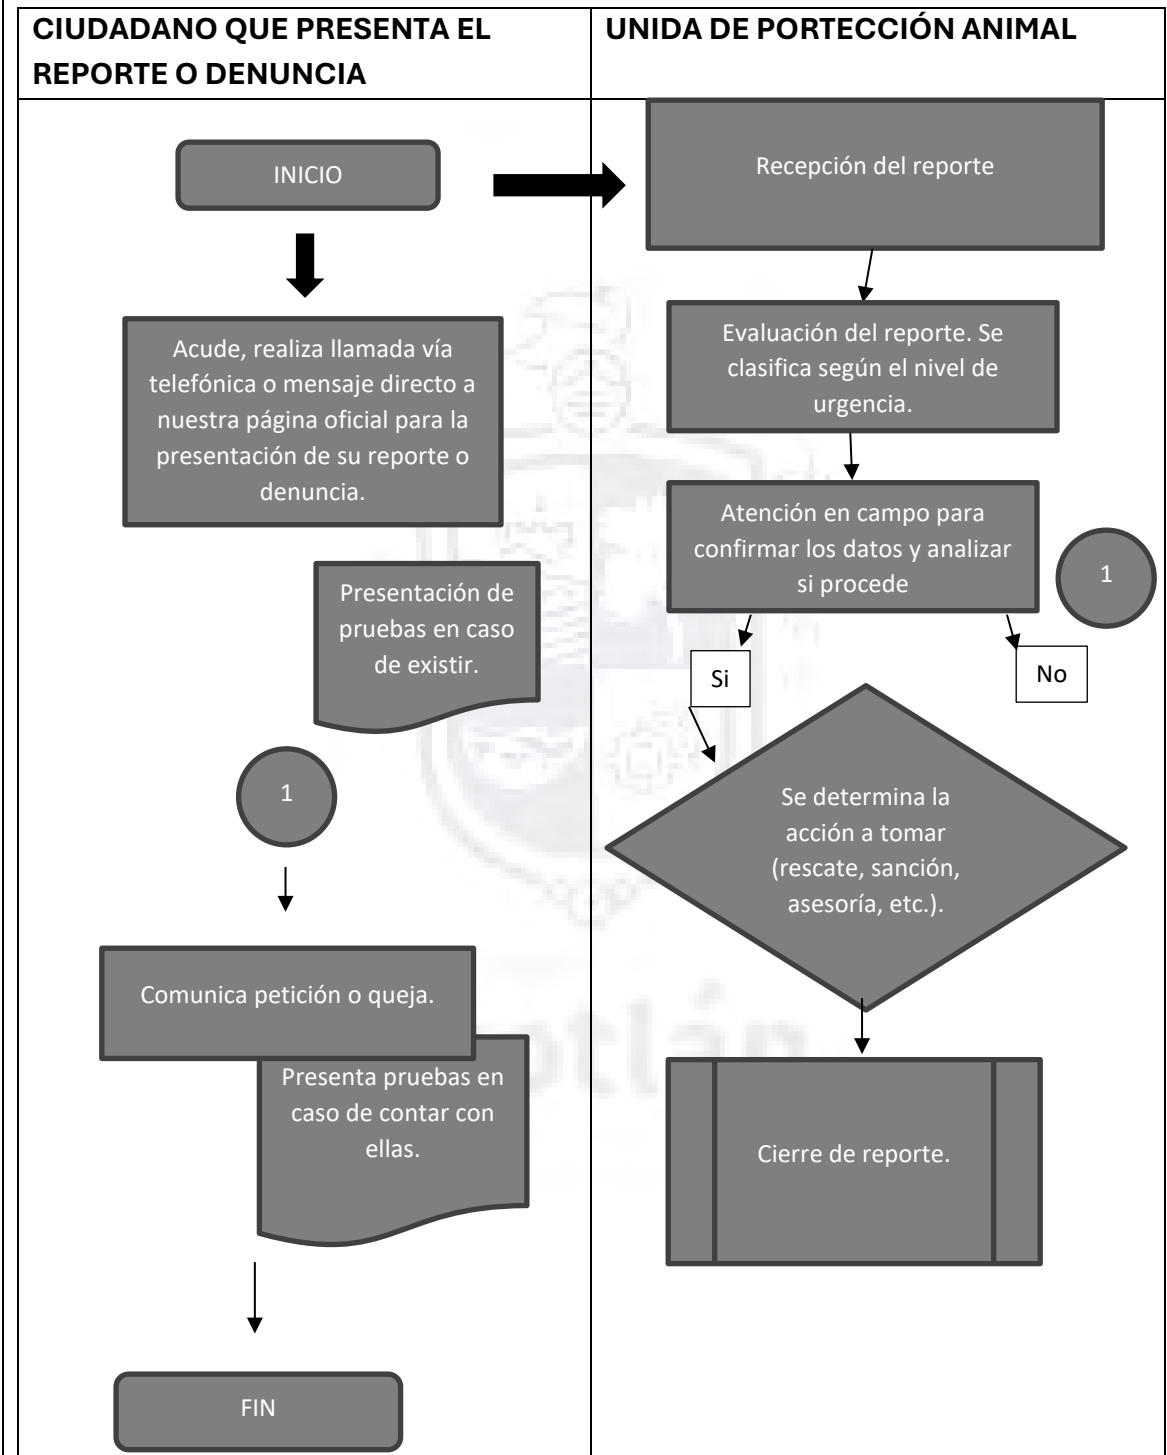 CIUDADANO QUE PRESENTA EL
REPORTE O DENUNCIA
UNIDA DE PORTECCIÓN ANIMAL
INICIO
Acude, realiza llamada vía
telefónica o mensaje directo a
nuestra página oficial para la
presentación de su reporte o
denuncia.
Presentación de
pruebas en caso
de existir.
1
Comunica petición o queja.
Presenta pruebas en
caso de contar con
ellas.
FIN
Recepción del reporte
Evaluación del reporte. Se
clasifica según el nivel de
urgencia.
Atención en campo para
confirmar los datos y analizar
si procede
1
Si
No
Se determina la
acción a tomar
(rescate, sanción,
asesoría, etc.).
Cierre de reporte.